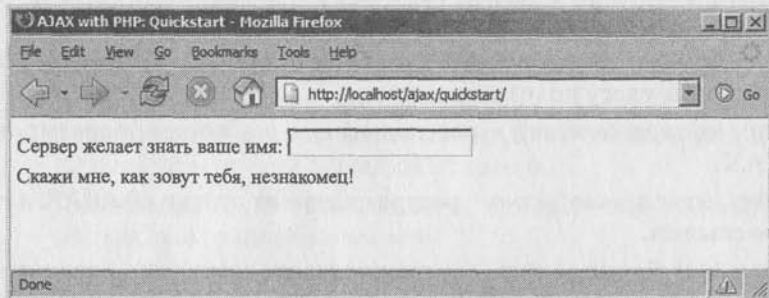 AJAX with PHP: Quickstart - Mozilla Firefox
File Edit View Go Bookmarks Tools Help
http://localhost/ajax/quickstart/ Go
Сервер желает знать ваше имя:
Скажи мне, как зовут тебя, незнакомец!
Done